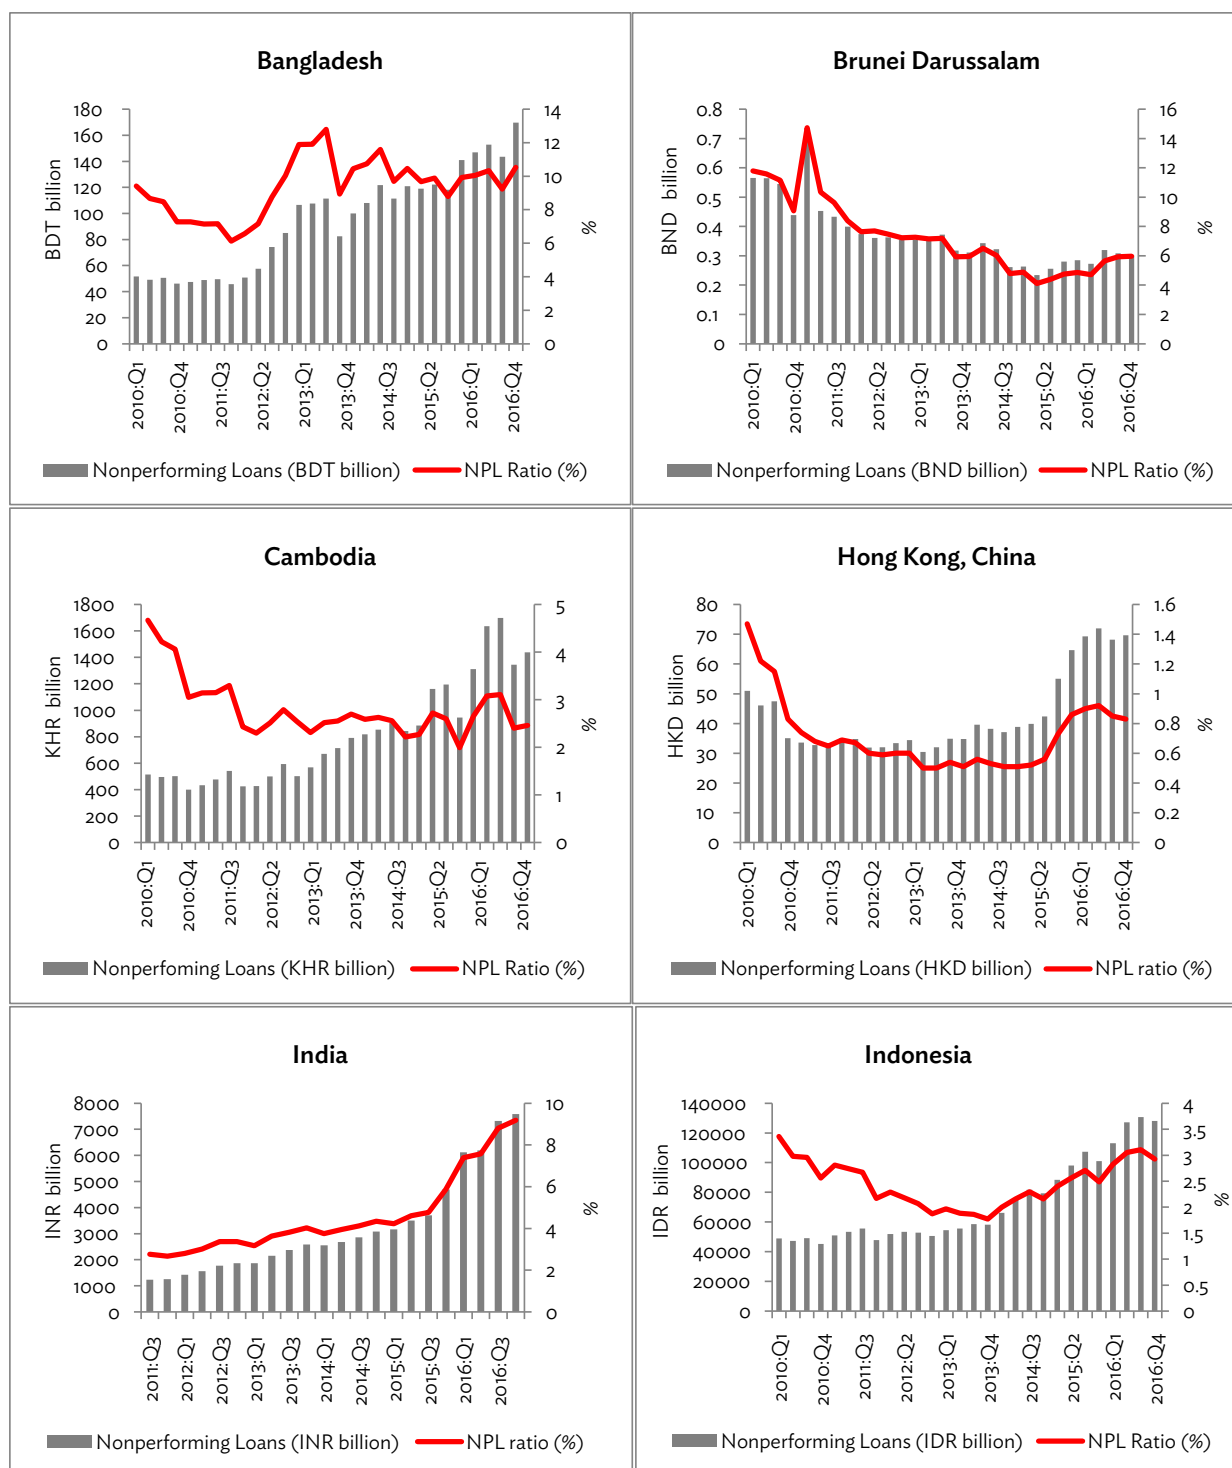 Bangladesh
BDT billion
180
160
140
120
100
80
60
40
20
0
14
12
10
8
6
4
2
0
%
2010:Q1
2010:Q4
2011:Q3
2012:Q2
2013:Q1
2013:Q4
2014:Q3
2015:Q2
2016:Q1
2016:Q4
Nonperforming Loans (BDT billion)
NPL Ratio (%)
Brunei Darussalam
BND billion
0.8
0.7
0.6
0.5
0.4
0.3
0.2
0.1
0
16
14
12
10
8
6
4
2
0
%
2010:Q1
2010:Q4
2011:Q3
2012:Q2
2013:Q1
2013:Q4
2014:Q3
2015:Q2
2016:Q1
2016:Q4
Nonperforming Loans (BND billion)
NPL Ratio (%)
Cambodia
KHR billion
1800
1600
1400
1200
1000
800
600
400
200
0
5
4
3
2
1
0
%
2010:Q1
2010:Q4
2011:Q3
2012:Q2
2013:Q1
2013:Q4
2014:Q3
2015:Q2
2016:Q1
2016:Q4
Nonperfoming Loans (KHR billion)
NPL Ratio (%)
Hong Kong, China
HKD billion
80
70
60
50
40
30
20
10
0
1.6
1.4
1.2
1
0.8
0.6
0.4
0.2
0
%
2010:Q1
2010:Q4
2011:Q3
2012:Q2
2013:Q1
2013:Q4
2014:Q3
2015:Q2
2016:Q1
2016:Q4
Nonperforming Loans (HKD billion)
NPL ratio (%)
India
INR billion
8000
7000
6000
5000
4000
3000
2000
1000
0
10
8
6
4
2
0
%
2011:Q3
2012:Q1
2012:Q3
2013:Q1
2013:Q3
2014:Q1
2014:Q3
2015:Q1
2015:Q3
2016:Q1
2016:Q3
Nonperforming Loans (INR billion)
NPL ratio (%)
Indonesia
IDR billion
140000
120000
100000
80000
60000
40000
20000
0
4
3.5
3
2.5
2
1.5
1
0.5
0
%
2010:Q1
2010:Q4
2011:Q3
2012:Q2
2013:Q1
2013:Q4
2014:Q3
2015:Q2
2016:Q1
2016:Q4
Nonperforming Loans (IDR billion)
NPL Ratio (%)